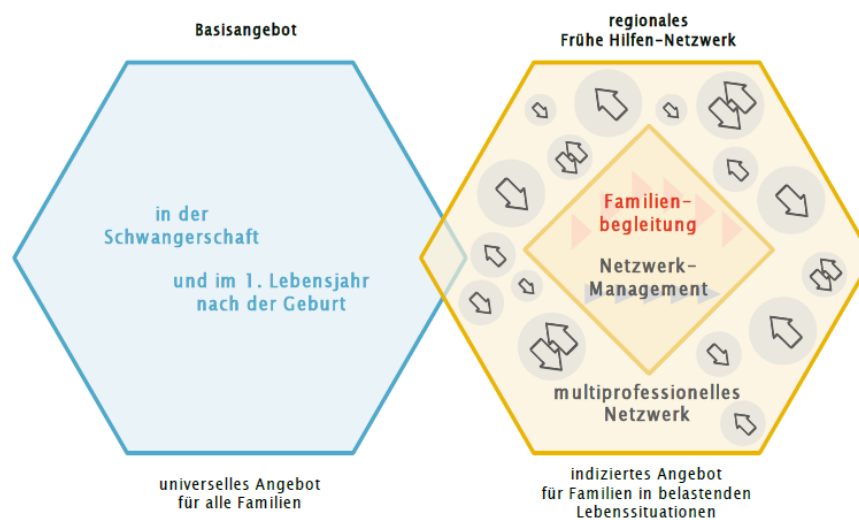 Basisangebot
in der
Schwangerschaft
und im 1. Lebensjahr
nach der Geburt
universelles Angebot
für alle Familien
regionales
Frühe Hilfen-Netzwerk
Familien-
begleitung
Netzwerk-
Management
multiprofessionelles
Netzwerk
indiziertes Angebot
für Familien in belastenden
Lebenssituationen